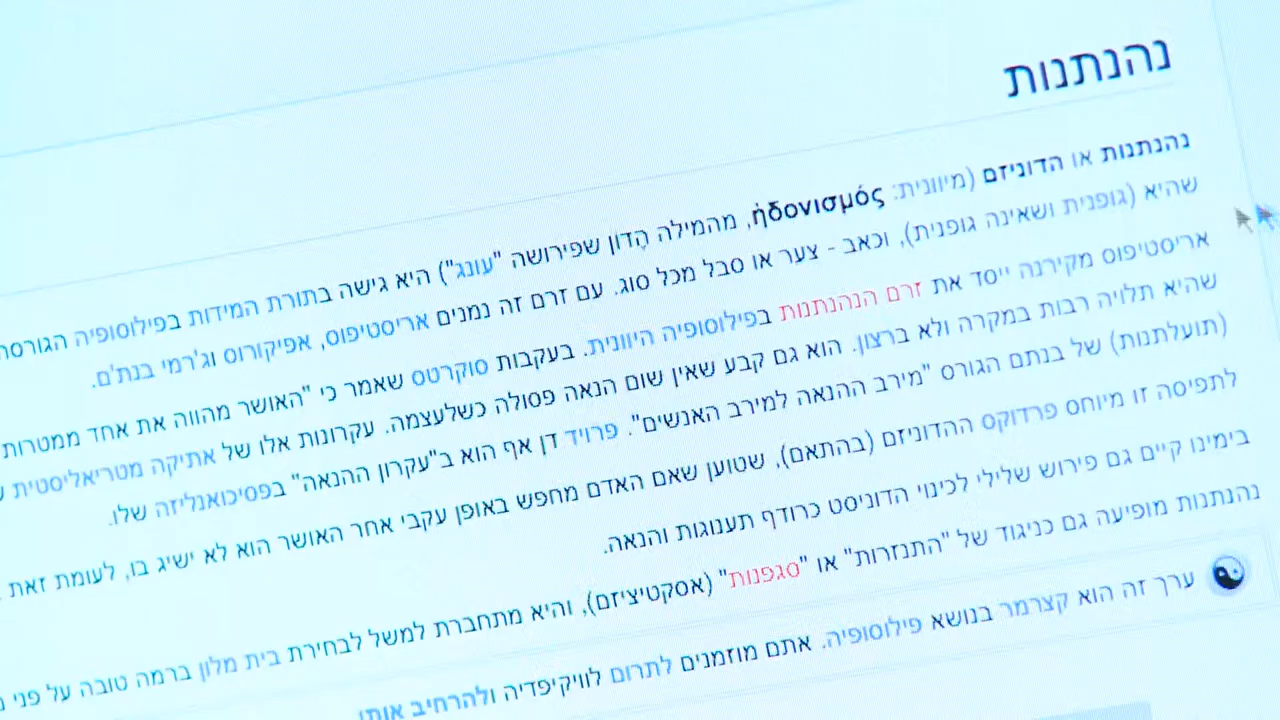 נהנתנות
נהנתנות או הדוניזם (מיוונית: ἡδονισμός, מהמילה הֶדון שפירושה "עונג") היא גישה בתורת המידות בפילוסופיה הגורסת
שהיא (גופנית ושאינה גופנית), וכאב - צער או סבל מכל סוג. עם זרם זה נמנים אריסטיפוס, אפיקורוס וג'רמי בנת'ם.
אריסטיפוס מקירנה ייסד את זרם הנהנתנות בפילוסופיה היוונית. בעקבות סוקרטס שאמר כי "האושר מהווה את אחד ממטרות
שהיא תלויה רבות במקרה ולא ברצון. הוא גם קבע שאין שום הנאה פסולה כשלעצמה. עקרונות אלו של אתיקה מטריאליסטית
(תועלתנות) של בנתם הגורס "מירב ההנאה למירב האנשים". פרויד דן אף הוא ב"עקרון ההנאה" בפסיכואנליזה שלו.
לתפיסה זו מיוחס פרדוקס ההדוניזם (בהתאם), שטוען שאם האדם מחפש באופן עקבי אחר האושר הוא לא ישיג בו, לעומת זאת
בימינו קיים גם פירוש שלילי לכינוי הדוניסט כרודף תענוגות והנאה.
נהנתנות מופיעה גם כניגוד של "התנזרות" או "סגפנות" (אסקטיציזם), והיא מתחברת למשל לבחירת בית מלון ברמה טובה על פני
ערך זה הוא קצרמר בנושא פילוסופיה. אתם מוזמנים לתרום לוויקיפדיה ולהרחיב אותו